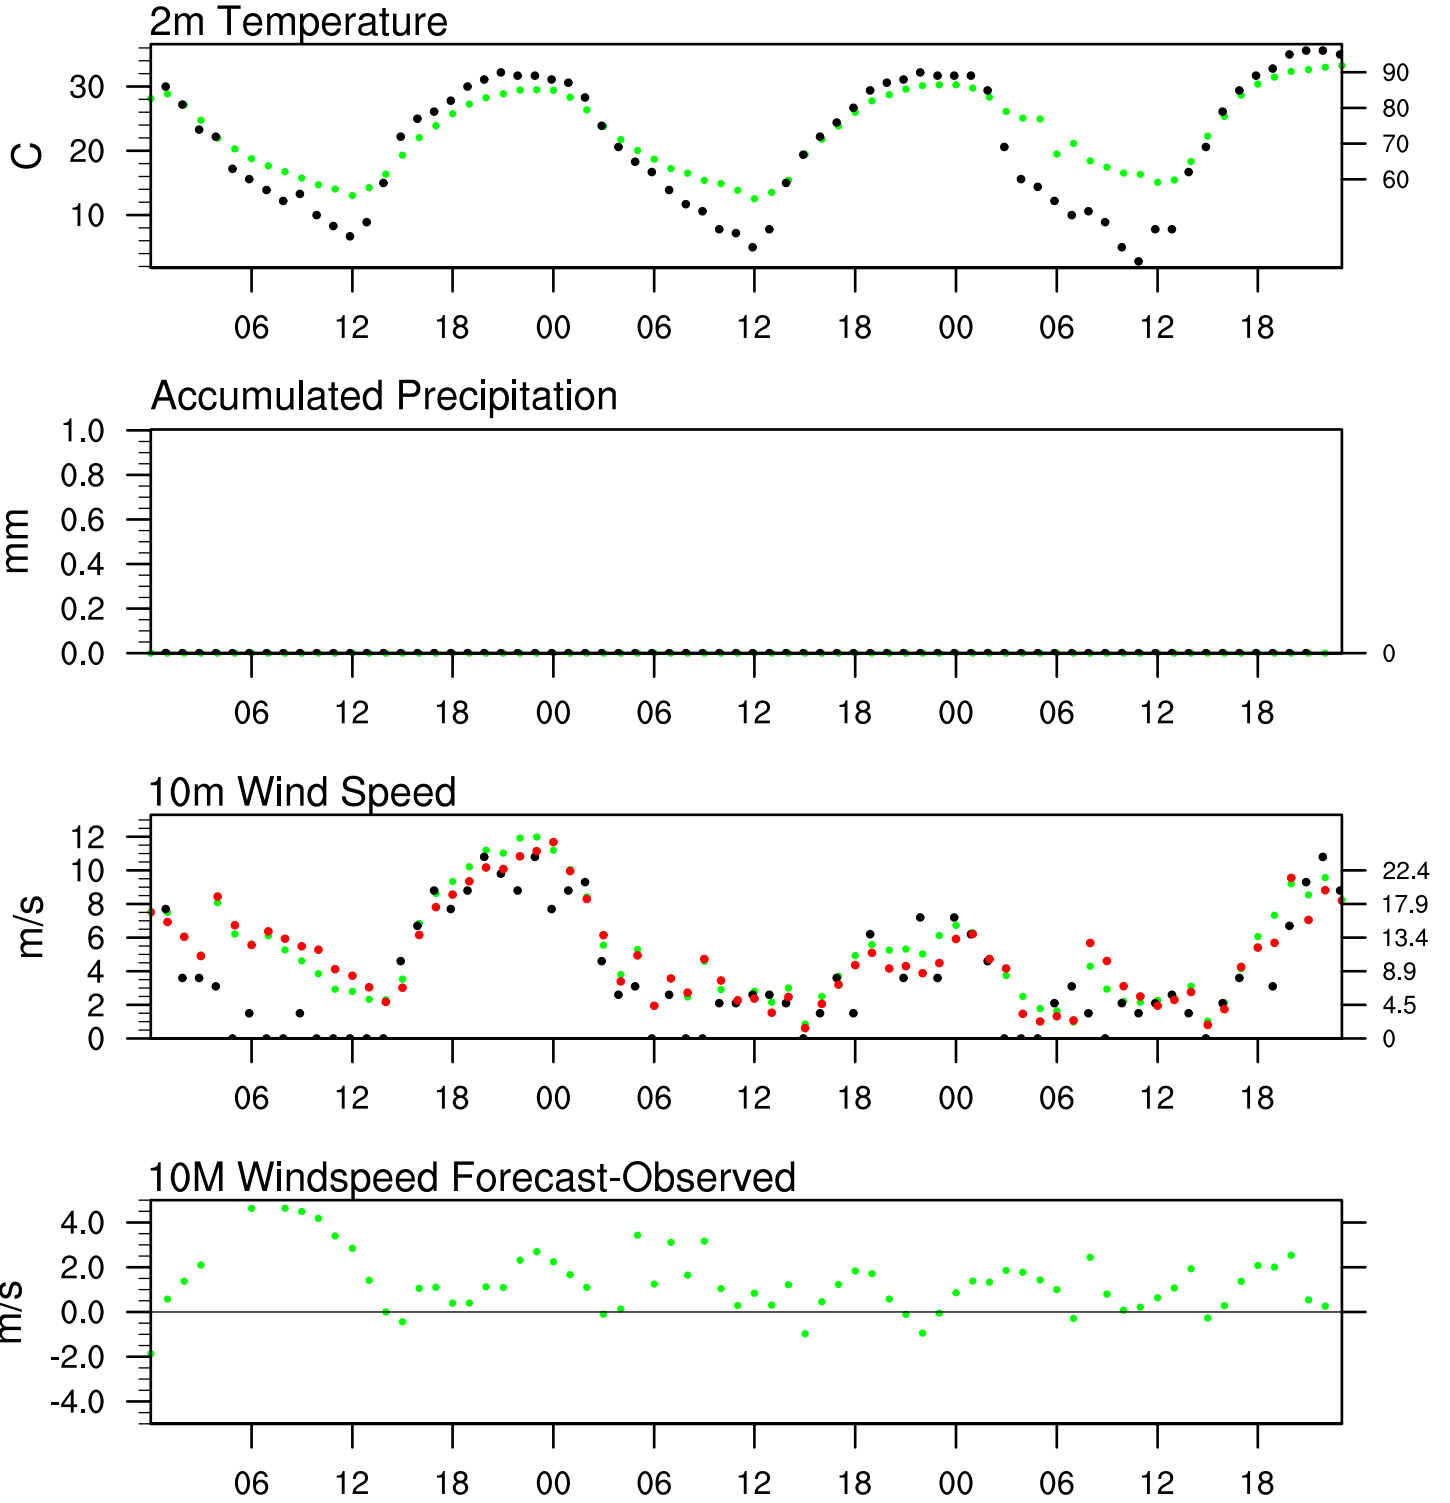 2m Temperature
30
20
10
C
90
80
70
60
06 12 18 00 06 12 18 00 06 12 18
Accumulated Precipitation
1.0
0.8
0.6
0.4
0.2
0.0
mm
0
06 12 18 00 06 12 18 00 06 12 18
10m Wind Speed
12
10
8
6
4
2
0
m/s
22.4
17.9
13.4
8.9
4.5
0
06 12 18 00 06 12 18 00 06 12 18
10M Windspeed Forecast-Observed
4.0
2.0
0.0
-2.0
-4.0
m/s
06 12 18 00 06 12 18 00 06 12 18